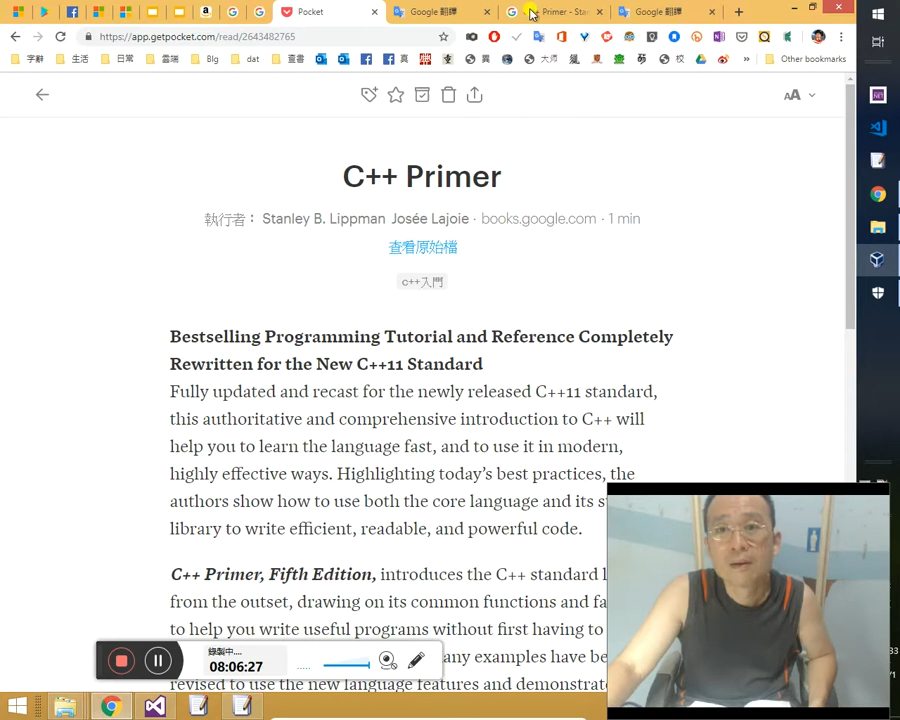 Pocket
Google 翻譯
Primer - Sta
Google 翻譯
https://app.getpocket.com/read/2643482765
字辭
生活
日常
雲端
Blg
dat
查書
真
異
大师
校
Other bookmarks
AA
C++ Primer
執行者： Stanley B. Lippman Josée Lajoie · books.google.com · 1 min
查看原始檔
c++入門
Bestselling Programming Tutorial and Reference Completely
Rewritten for the New C++11 Standard
Fully updated and recast for the newly released C++11 standard,
this authoritative and comprehensive introduction to C++ will
help you to learn the language fast, and to use it in modern,
highly effective ways. Highlighting today's best practices, the
authors show how to use both the core language and its s
library to write efficient, readable, and powerful code.
C++ Primer, Fifth Edition, introduces the C++ standard l
from the outset, drawing on its common functions and fa
to help you write useful programs without first having to
any examples have be
revised to use the new language features and demonstrat
錄製中....
08:06:27